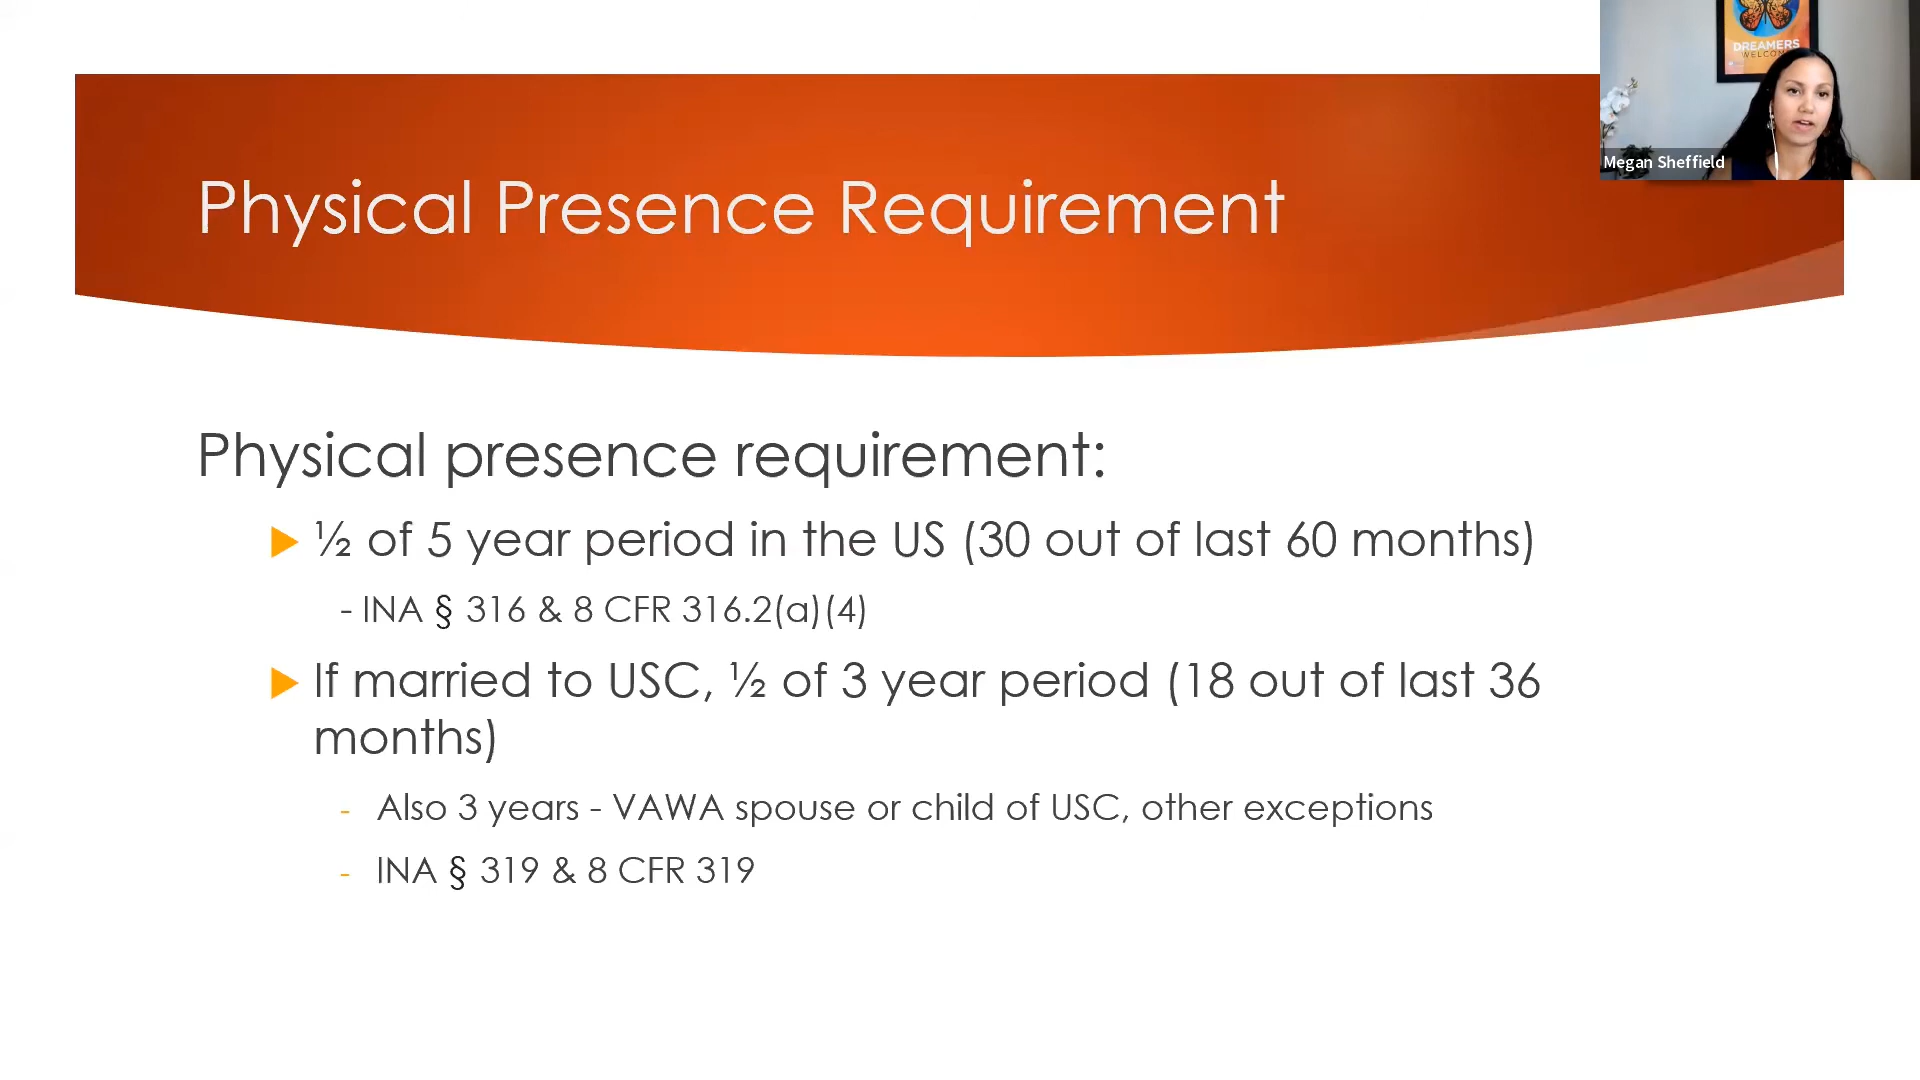 DREAMERS
WELCOME
Megan Sheffield
Physical Presence Requirement
Physical presence requirement:
½ of 5 year period in the US (30 out of last 60 months)
- INA § 316 & 8 CFR 316.2(a)(4)
If married to USC, ½ of 3 year period (18 out of last 36
months)
- Also 3 years - VAWA spouse or child of USC, other exceptions
- INA § 319 & 8 CFR 319